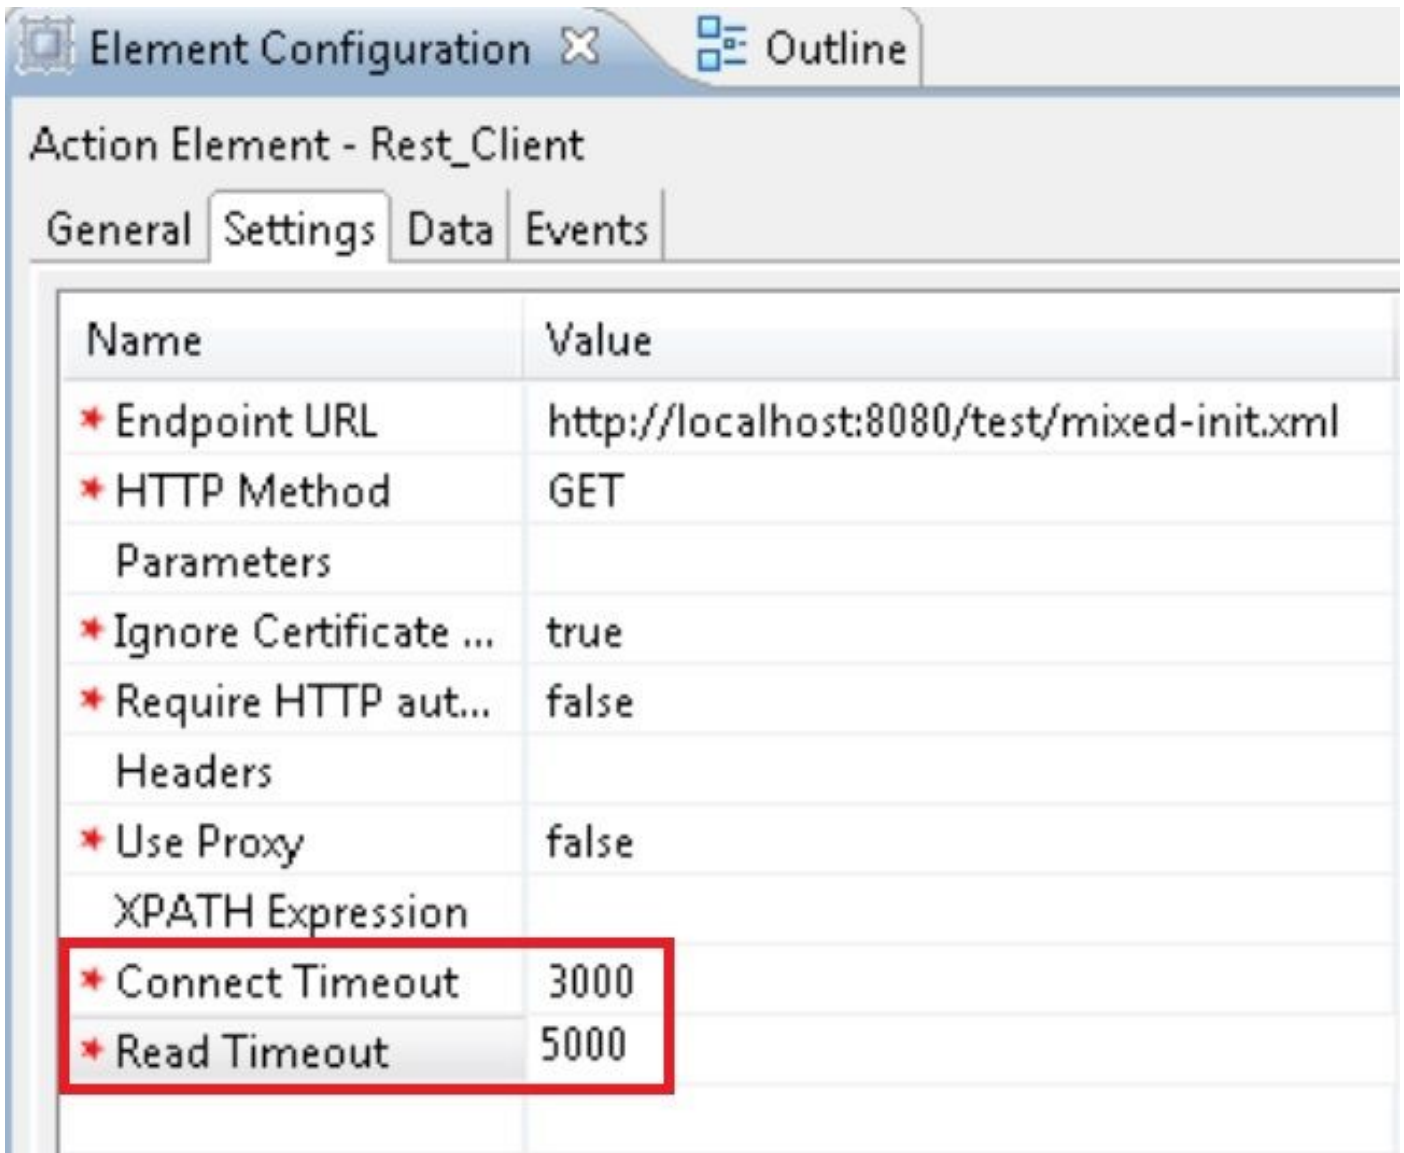 Element Configuration Outline
Action Element - Rest_Client
General Settings Data Events
Name Value
* Endpoint URL http://localhost:8080/test/mixed-init.xml
* HTTP Method GET
Parameters
* Ignore Certificate ... true
* Require HTTP aut... false
Headers
* Use Proxy false
XPATH Expression
* Connect Timeout 3000
* Read Timeout 5000